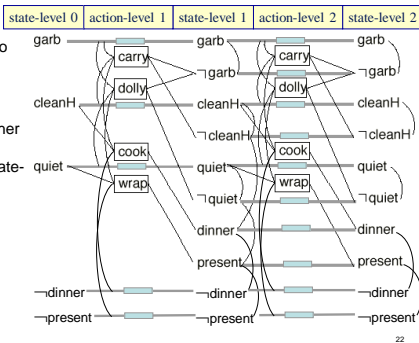 state-level 0 action-level 1 state-level 1 action-level 2 state-level 2
garb garb garb
carry carry
¬garb ¬garb
dolly dolly
cleanH cleanH cleanH
¬cleanH ¬cleanH
cook cook
quiet quiet quiet
wrap wrap
¬quiet ¬quiet
dinner dinner
present present
¬dinner ¬dinner ¬dinner
¬present ¬present ¬present
22